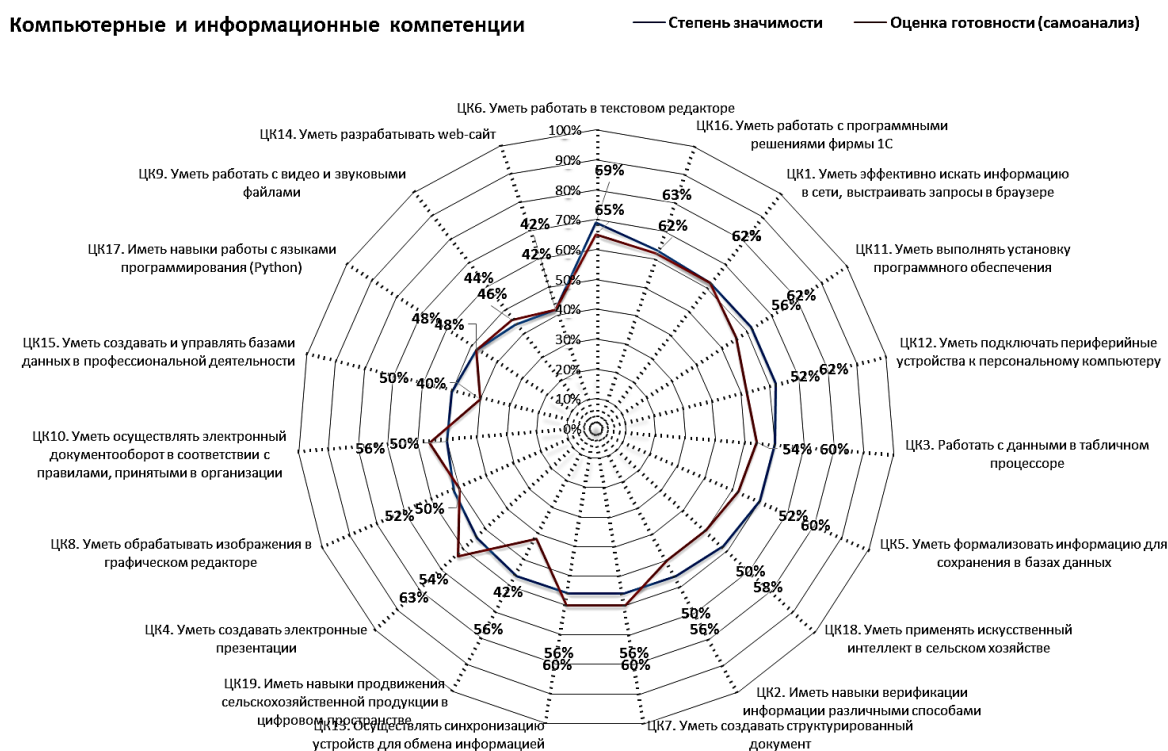 Компьютерные и информационные компетенции
Степень значимости
Оценка готовности (самоанализ)
ЦК6. Уметь работать в текстовом редакторе
ЦК16. Уметь работать с программными
решениями фирмы 1С
ЦК1. Уметь эффективно искать информацию
в сети, выстраивать запросы в браузере
ЦК11. Уметь выполнять установку
программного обеспечения
ЦК12. Уметь подключать периферийные
устройства к персональному компьютеру
ЦК3. Работать с данными в табличном
процессоре
ЦК5. Уметь формализовать информацию для
сохранения в базах данных
ЦК18. Уметь применять искусственный
интеллект в сельском хозяйстве
ЦК2. Иметь навыки верификации
информации различными способами
ЦК7. Уметь создавать структурированный
документ
ЦК13. Осуществлять синхронизацию
устройств для обмена информацией
ЦК19. Иметь навыки продвижения
сельскохозяйственной продукции в
цифровом пространстве
ЦК4. Уметь создавать электронные
презентации
ЦК8. Уметь обрабатывать изображения в
графическом редакторе
ЦК10. Уметь осуществлять электронный
документооборот в соответствии с
правилами, принятыми в организации
ЦК15. Уметь создавать и управлять базами
данных в профессиональной деятельности
ЦК17. Иметь навыки работы с языками
программирования (Python)
ЦК9. Уметь работать с видео и звуковыми
файлами
ЦК14. Уметь разрабатывать web-сайт
100%
90%
80%
70%
60%
50%
40%
30%
20%
10%
0%
69%
65%
63%
62%
62%
62%
56%
62%
52%
60%
54%
60%
52%
58%
50%
56%
50%
56%
60%
56%
60%
56%
42%
54%
63%
50%
52%
50%
56%
50%
40%
48%
48%
44%
46%
42%
42%